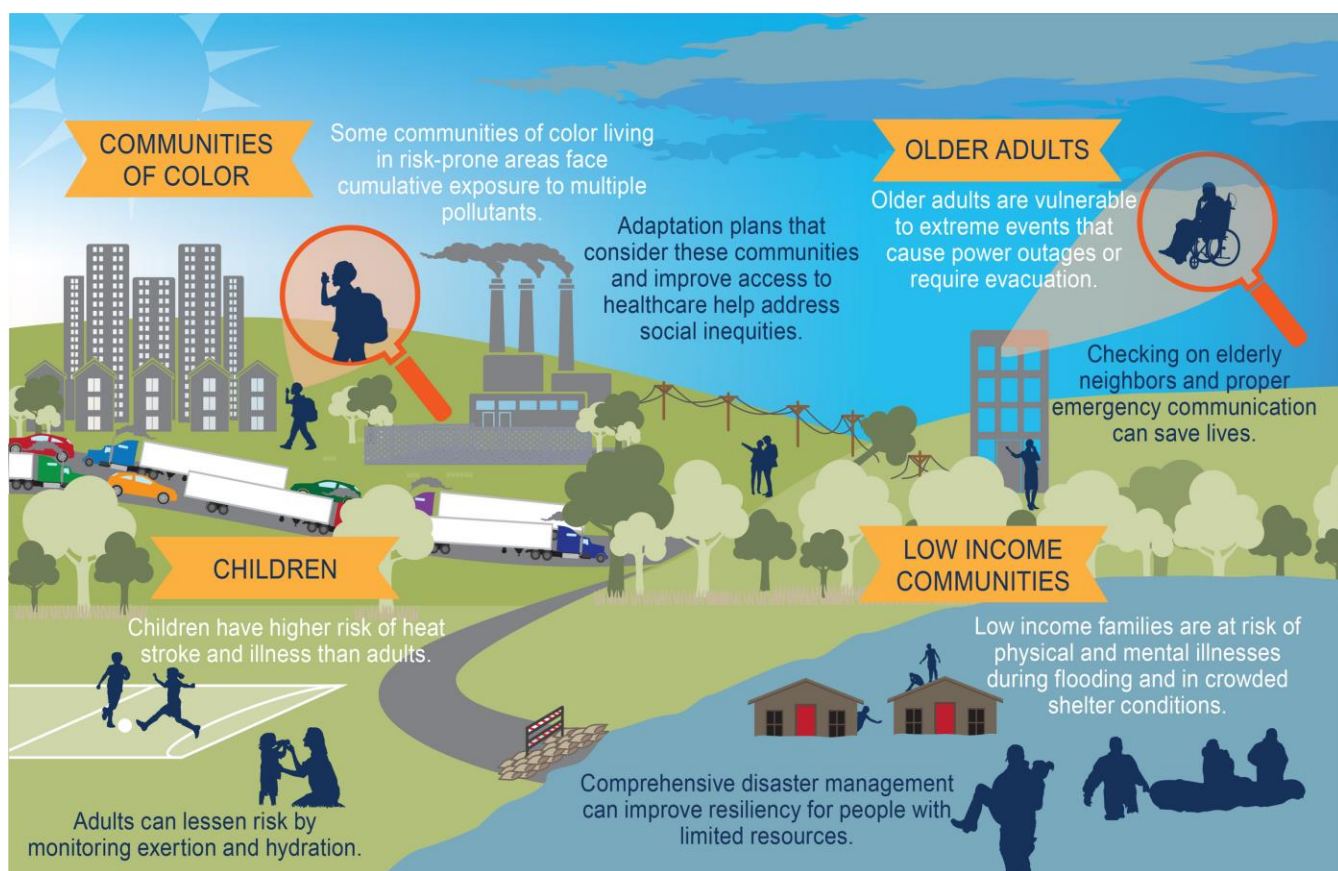 COMMUNITIES
OF COLOR
Some communities of color living
in risk-prone areas face
cumulative exposure to multiple
pollutants.
Adaptation plans that
consider these communities
and improve access to
healthcare help address
social inequities.
OLDER ADULTS
Older adults are vulnerable
to extreme events that
cause power outages or
require evacuation.
Checking on elderly
neighbors and proper
emergency communication
can save lives.
CHILDREN
Children have higher risk of heat
stroke and illness than adults.
Adults can lessen risk by
monitoring exertion and hydration.
LOW INCOME
COMMUNITIES
Low income families are at risk of
physical and mental illnesses
during flooding and in crowded
shelter conditions.
Comprehensive disaster management
can improve resiliency for people with
limited resources.